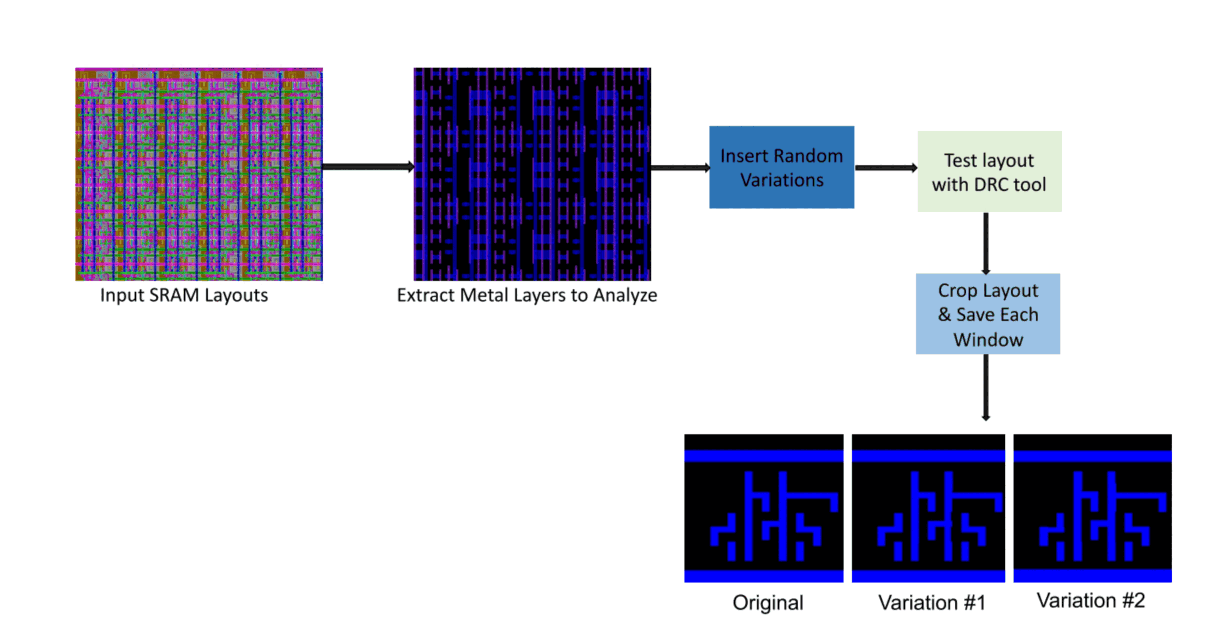 Input SRAM Layouts
Extract Metal Layers to Analyze
Insert Random
Variations
Test layout
with DRC tool
Crop Layout
& Save Each
Window
Original
Variation #1
Variation #2